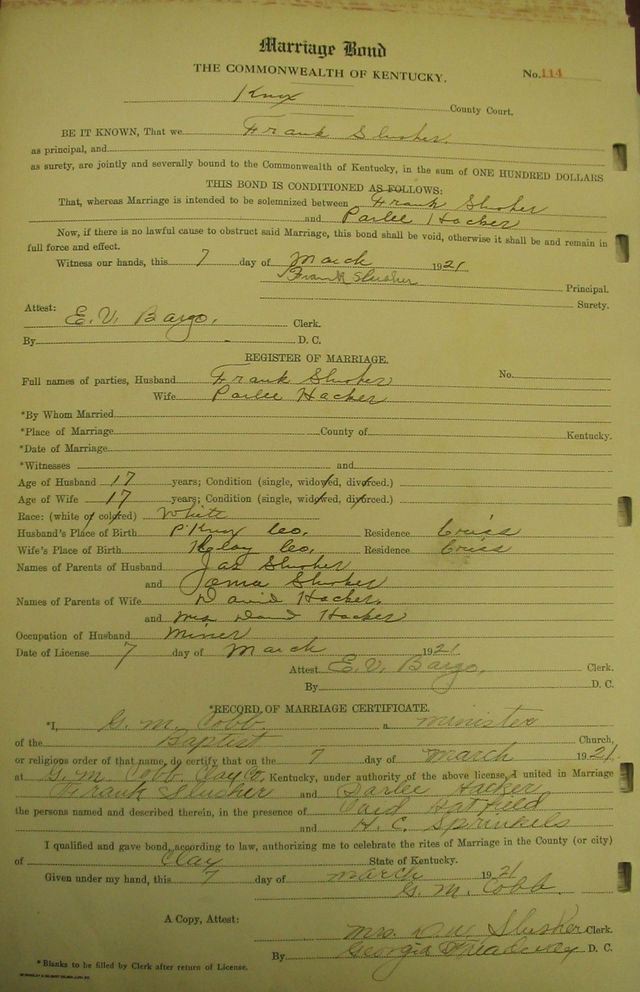 Marriage Bond
THE COMMONWEALTH OF KENTUCKY.
No. 114
Knox County Court.
BE IT KNOWN, That we Frank Slusher.
as principal, and
as surety, are jointly and severally bound to the Commonwealth of Kentucky, in the sum of ONE HUNDRED DOLLARS
THIS BOND IS CONDITIONED AS FOLLOWS:
That, whereas Marriage is intended to be solemnized between Frank Slusher
and Parlee Hacker
Now, if there is no lawful cause to obstruct said Marriage, this bond shall be void, otherwise it shall be and remain in
full force and effect.
Witness our hands, this 7 day of March 1921
Frank Slusher Principal.
Surety.
Attest:
E. V. Bargo. Clerk.
By D. C.
REGISTER OF MARRIAGE.
Full names of parties, Husband Frank Slusher No.
Wife Parlee Hacker
*By Whom Married
*Place of Marriage County of Kentucky.
*Date of Marriage
*Witnesses and
Age of Husband 17 years; Condition (single, widowed, divorced.)
Age of Wife 17 years; Condition (single, widowed, divorced.)
Race: (white or colored) White
Husband's Place of Birth Knox Co. Residence
Wife's Place of Birth Clay Co. Residence
Names of Parents of Husband Jas Slusher
and Slusher
Names of Parents of Wife David Hacker.
and Mrs David Hacker
Occupation of Husband Miner
Date of License 7 day of March 1921
Attest E. V. Bargo. Clerk.
By D. C.
*RECORD OF MARRIAGE CERTIFICATE.
*I, G. M. Cobb a minister
of the Baptist Church,
or religious order of that name, do certify that on the 7 day of March 1921
at G. M. Cobb Clay Co, Kentucky, under authority of the above license, I united in Marriage
Frank Slusher and Parlee Hacker
the persons named and described therein, in the presence of Hatfield
and H. C. Sprinkels
I qualified and gave bond, according to law, authorizing me to celebrate the rites of Marriage in the County (or city)
of Clay State of Kentucky.
Given under my hand, this 7 day of march 1921
G. M. Cobb.
A Copy, Attest:
Mrs. D. W. Slusher Clerk.
By Georgia D. C.
*Blanks to be filled by Clerk after return of License.